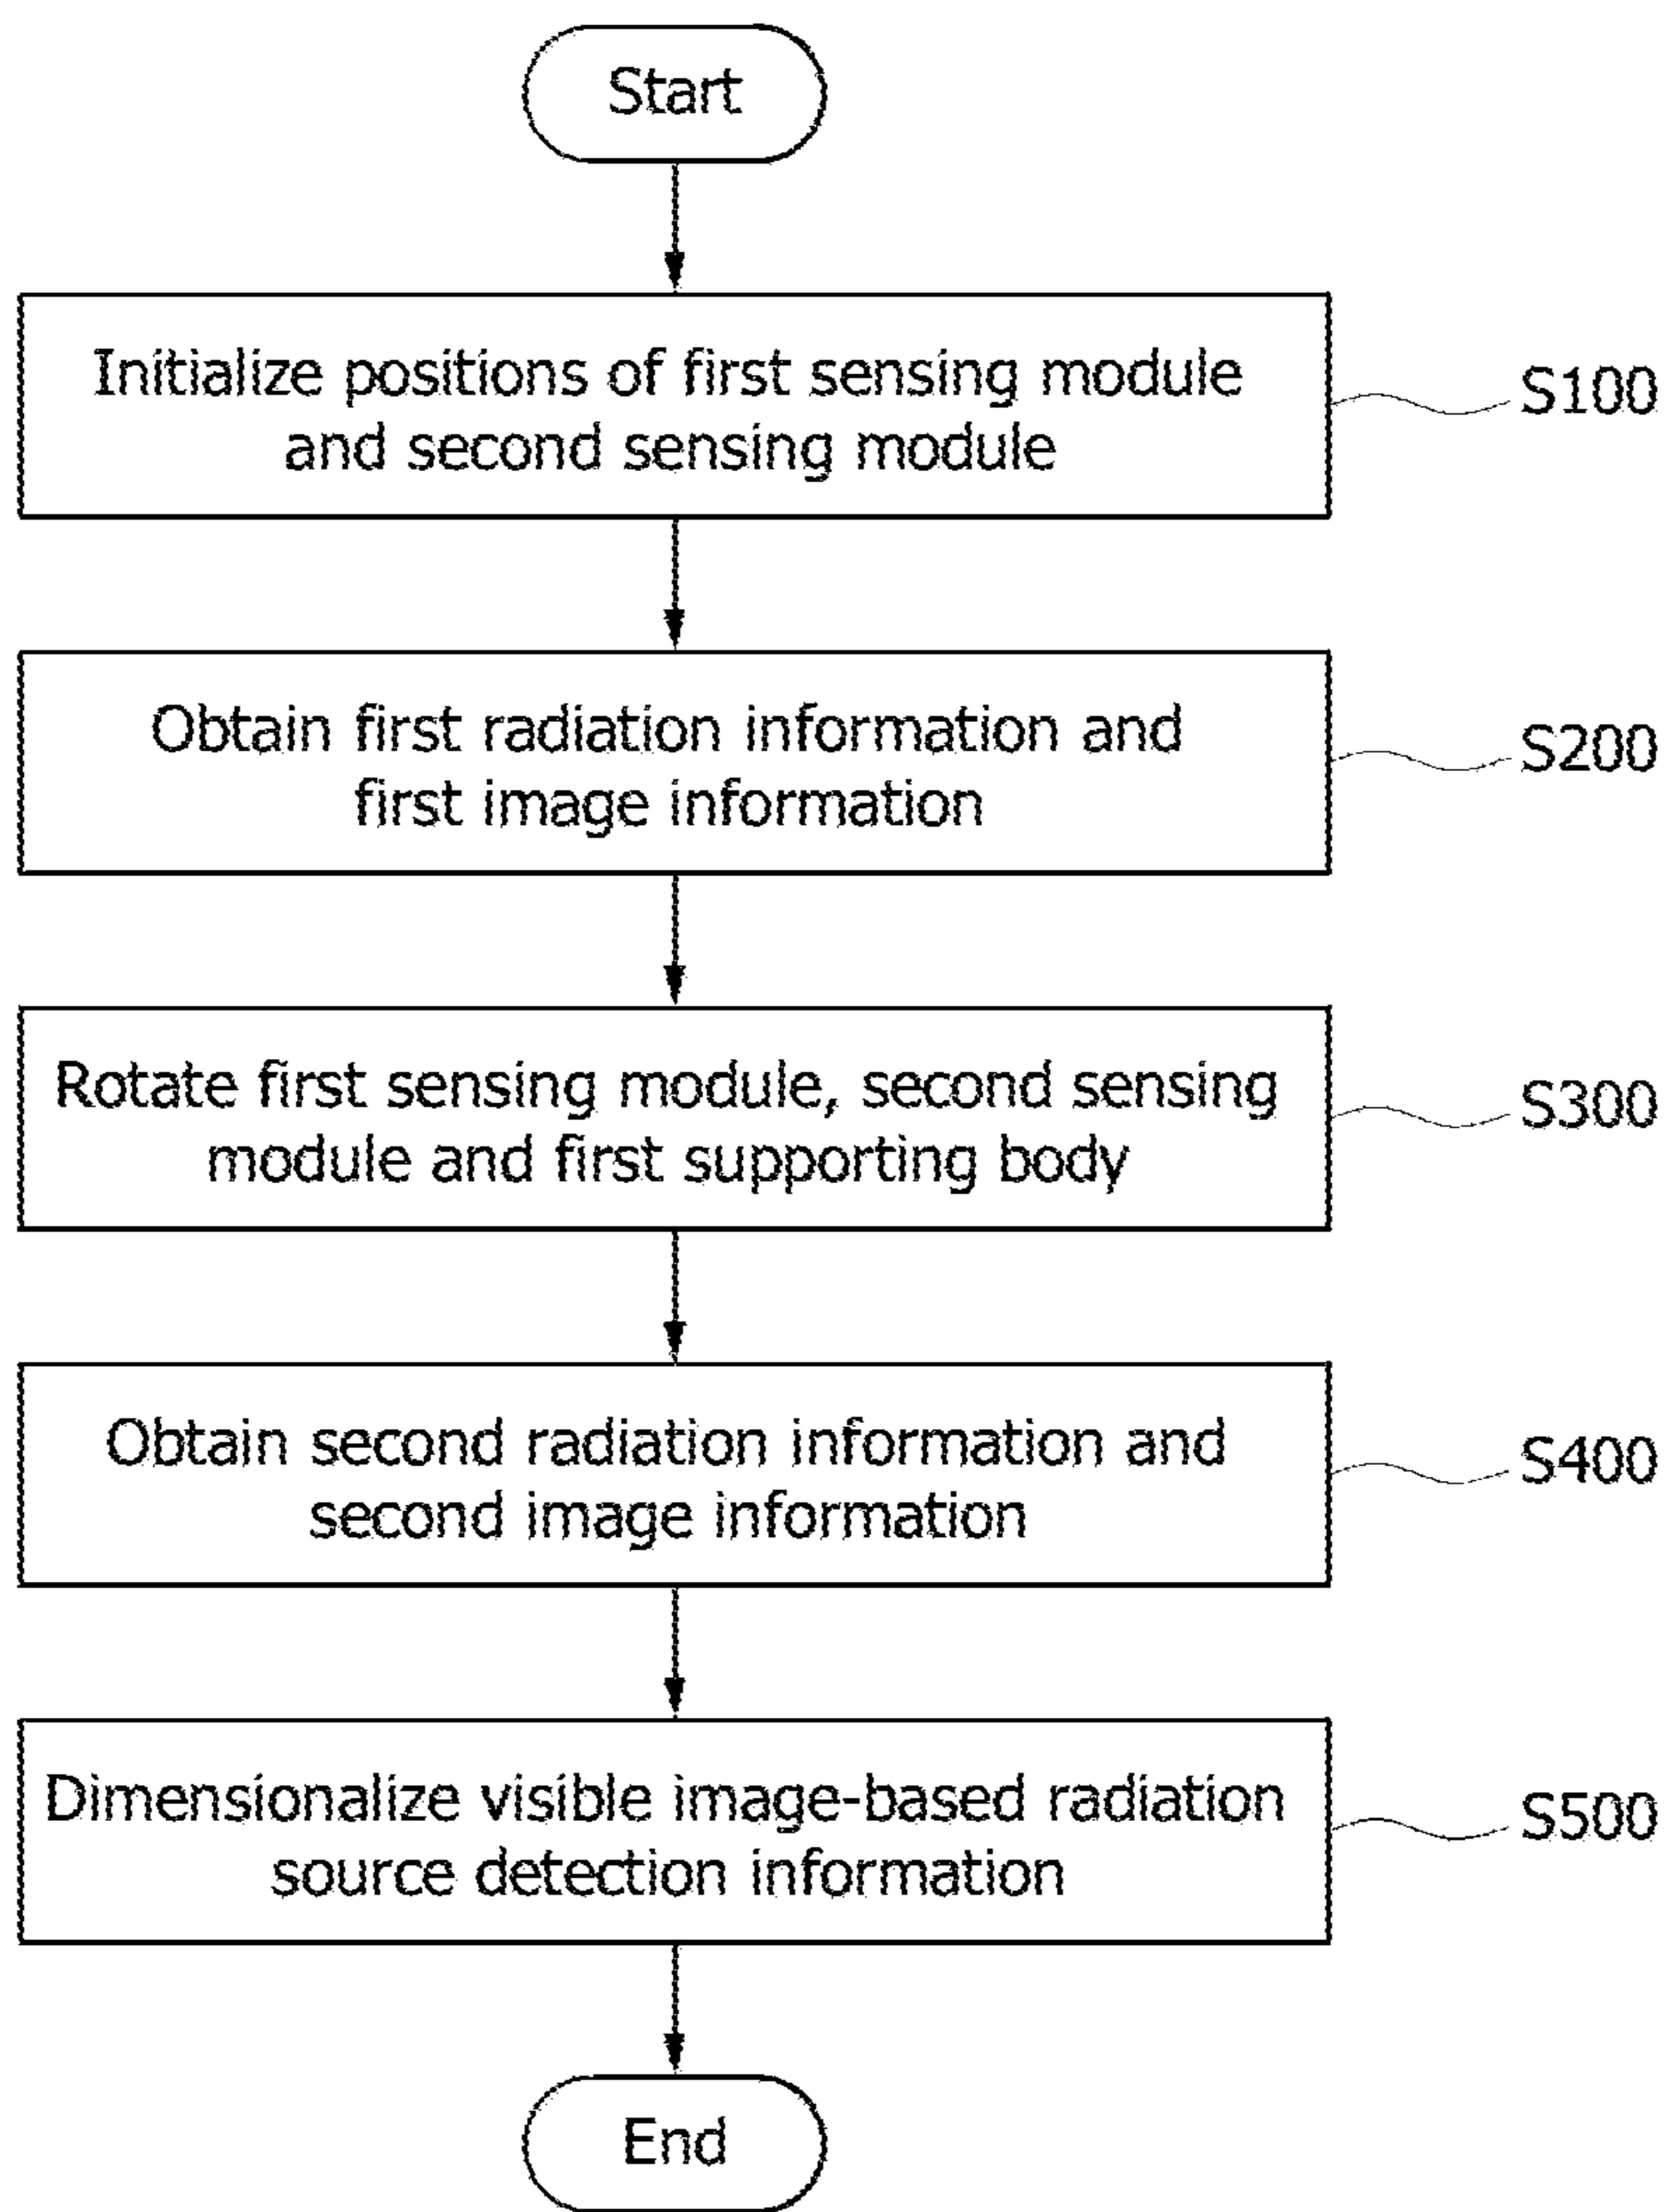 Start
Initialize positions of first sensing module
and second sensing module
S100
Obtain first radiation information and
first image information
S200
Rotate first sensing module, second sensing
module and first supporting body
S300
Obtain second radiation information and
second image information
S400
Dimensionalize visible image-based radiation
source detection information
S500
End